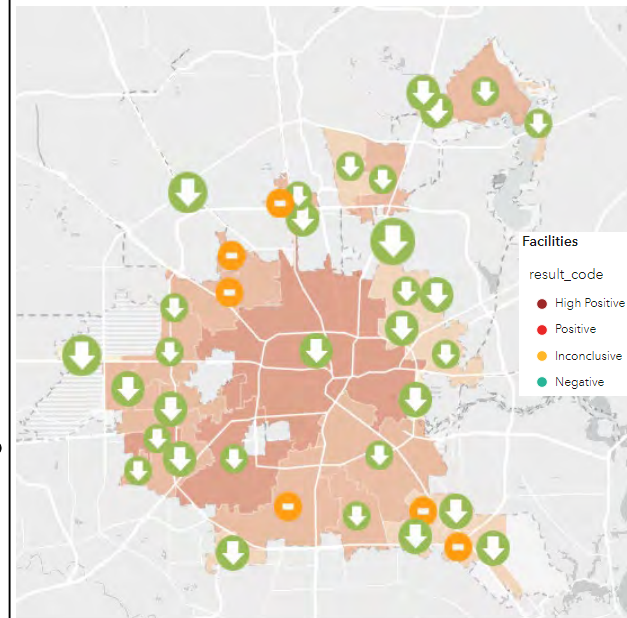 Facilities
result_code
High Positive
Positive
Inconclusive
Negative